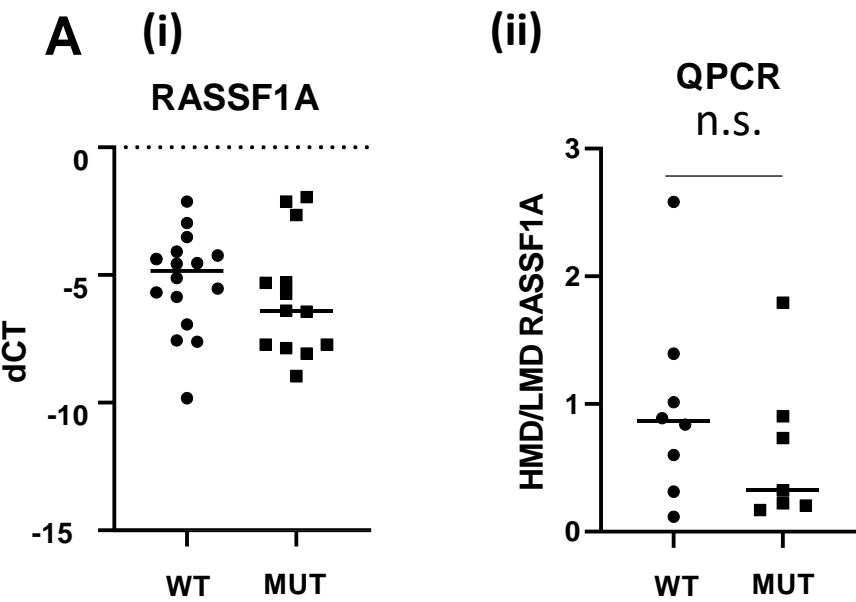 A (i)
RASSF1A
dCT
0
-5
-10
-15
WT MUT
(ii)
QPCR
n.s.
HMD/LMD RASSF1A
3
2
1
0
WT MUT